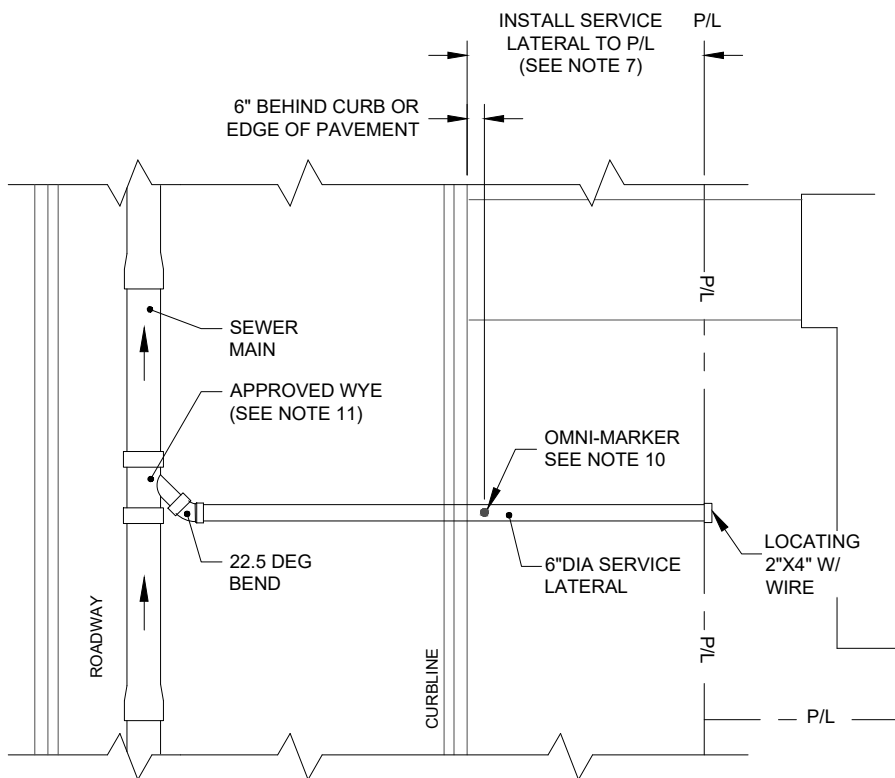 INSTALL SERVICE
LATERAL TO P/L
(SEE NOTE 7)
P/L
6" BEHIND CURB OR
EDGE OF PAVEMENT
P/L
SEWER
MAIN
APPROVED WYE
(SEE NOTE 11)
OMNI-MARKER
SEE NOTE 10
22.5 DEG
BEND
6"DIA SERVICE
LATERAL
LOCATING
2"X4" W/
WIRE
ROADWAY
CURBLINE
P/L
P/L